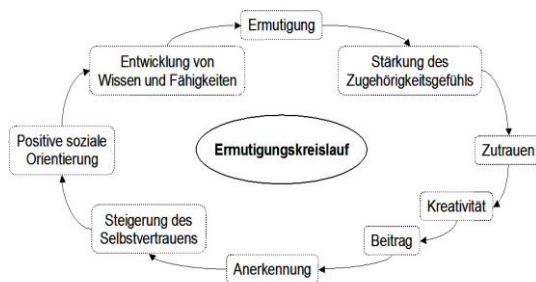 Ermutigung
Entwicklung von
Wissen und Fähigkeiten
Stärkung des
Zugehörigkeitsgefühls
Positive soziale
Orientierung
Ermutigungskreislauf
Zutrauen
Kreativität
Steigerung des
Selbstvertrauens
Beitrag
Anerkennung